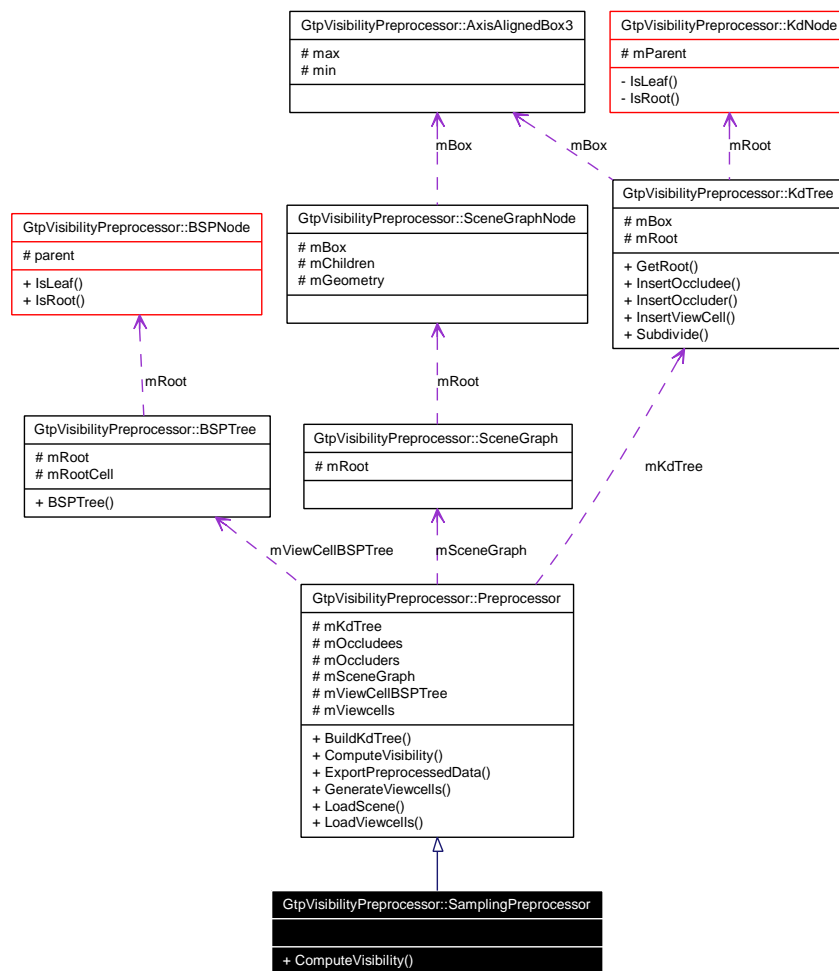 GtpVisibilityPreprocessor::AxisAlignedBox3
# max
# min
GtpVisibilityPreprocessor::KdNode
# mParent
- IsLeaf()
- IsRoot()
mBox
mBox
mRoot
GtpVisibilityPreprocessor::KdTree
# mBox
# mRoot
+ GetRoot()
+ InsertOccludee()
+ InsertOccluder()
+ InsertViewCell()
+ Subdivide()
GtpVisibilityPreprocessor::SceneGraphNode
# mBox
# mChildren
# mGeometry
GtpVisibilityPreprocessor::BSPNode
# parent
+ IsLeaf()
+ IsRoot()
mRoot
mRoot
GtpVisibilityPreprocessor::BSPTree
# mRoot
# mRootCell
+ BSPTree()
GtpVisibilityPreprocessor::SceneGraph
# mRoot
mKdTree
mViewCellBSPTree
mSceneGraph
GtpVisibilityPreprocessor::Preprocessor
# mKdTree
# mOccludees
# mOccluders
# mSceneGraph
# mViewCellBSPTree
# mViewcells
+ BuildKdTree()
+ ComputeVisibility()
+ ExportPreprocessedData()
+ GenerateViewcells()
+ LoadScene()
+ LoadViewcells()
GtpVisibilityPreprocessor::SamplingPreprocessor
+ ComputeVisibility()